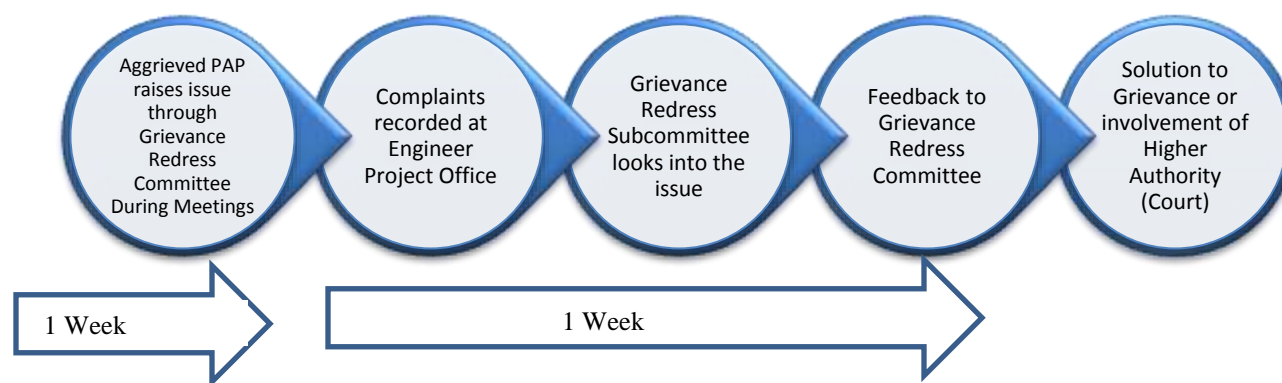 Aggrieved PAP
raises issue
through
Grievance
Redress
Committee
During Meetings
Complaints
recorded at
Engineer
Project Office
Grievance
Redress
Subcommittee
looks into the
issue
Feedback to
Grievance
Redress
Committee
Solution to
Grievance or
involvement of
Higher
Authority
(Court)
1 Week
1 Week